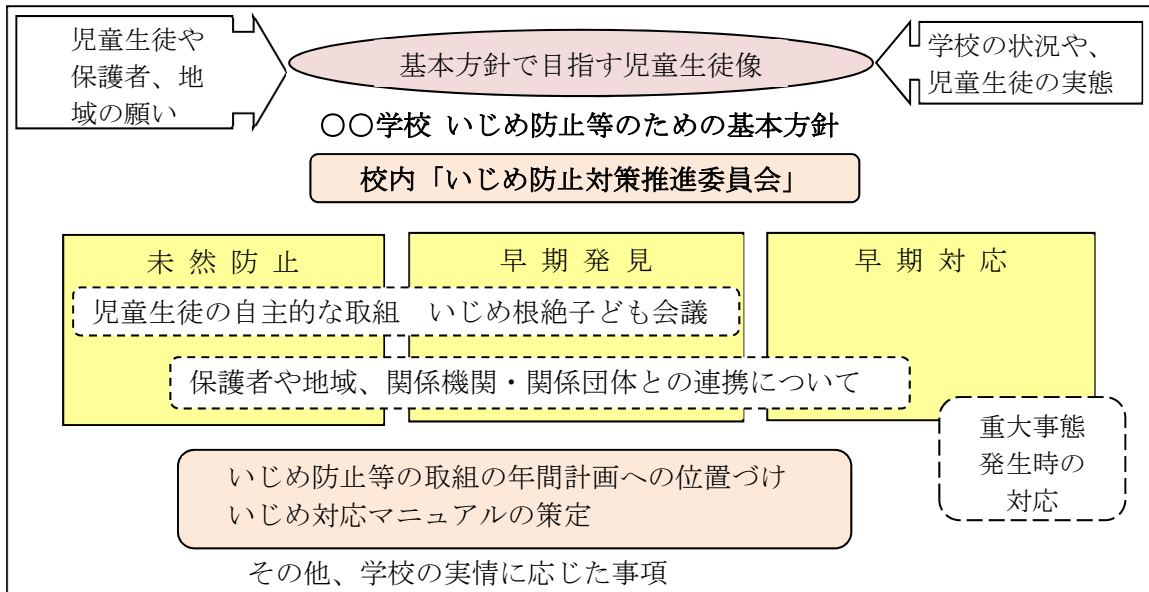 児童生徒や
保護者、地
域の願い
基本方針で目指す児童生徒像
学校の状況や、
児童生徒の実態
○○学校 いじめ防止等のための基本方針
校内「いじめ防止対策推進委員会」
未然防止
早期発見
早期対応
児童生徒の自主的な取組　いじめ根絶子ども会議
保護者や地域、関係機関・関係団体との連携について
重大事態
発生時の
対応
いじめ防止等の取組の年間計画への位置づけ
いじめ対応マニュアルの策定
その他、学校の実情に応じた事項